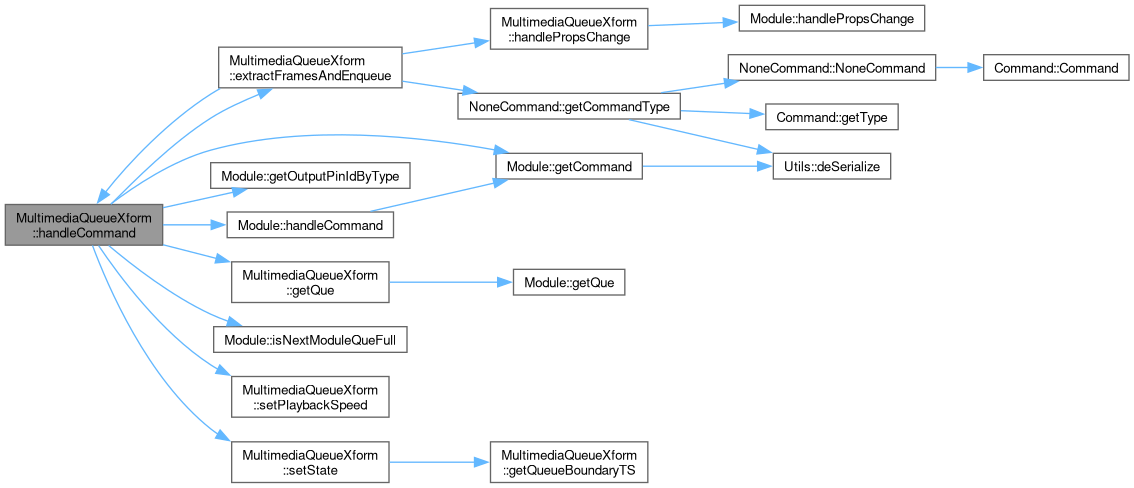 MultimediaQueueXform
::handleCommand
MultimediaQueueXform
::extractFramesAndEnqueue
MultimediaQueueXform
::handlePropsChange
Module::handlePropsChange
NoneCommand::getCommandType
NoneCommand::NoneCommand
Command::Command
Command::getType
Utils::deSerialize
Module::getCommand
Module::getOutputPinIdByType
Module::handleCommand
MultimediaQueueXform
::getQue
Module::getQue
Module::isNextModuleQueFull
MultimediaQueueXform
::setPlaybackSpeed
MultimediaQueueXform
::setState
MultimediaQueueXform
::getQueueBoundaryTS